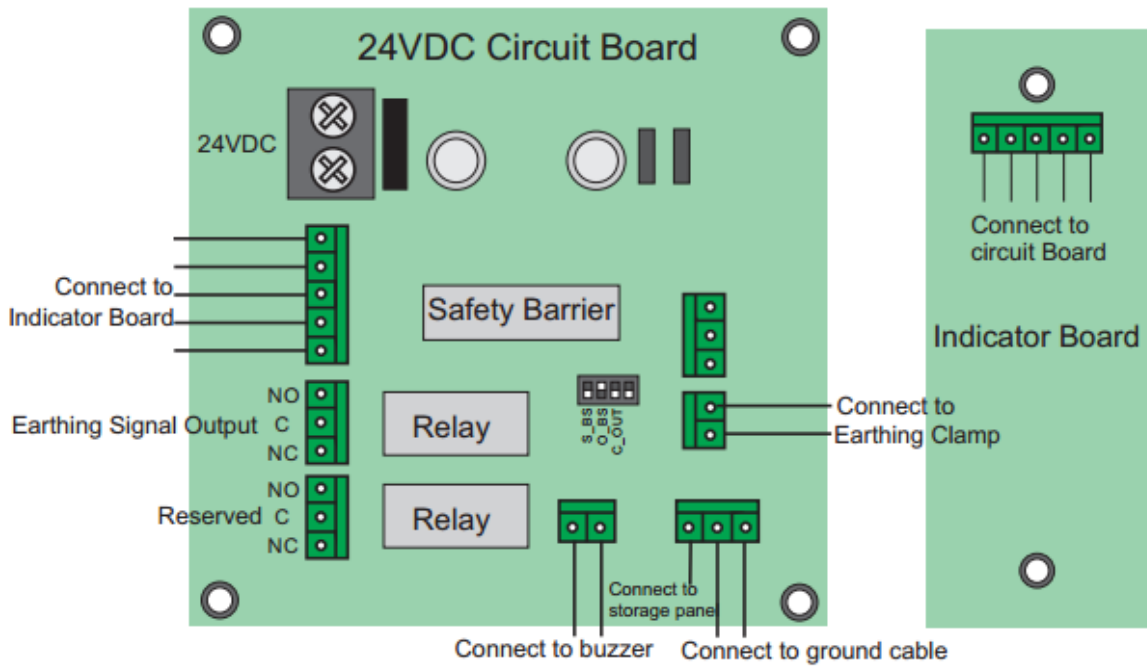 24VDC Circuit Board
24VDC
Connect to
circuit Board
Connect to
Indicator Board
Safety Barrier
Indicator Board
S_BS
O_BS
C_OUT
NO
Earthing Signal Output
C
NC
Relay
Connect to
Earthing Clamp
NO
Reserved
C
NC
Relay
Connect to
storage panel
Connect to buzzer
Connect to ground cable